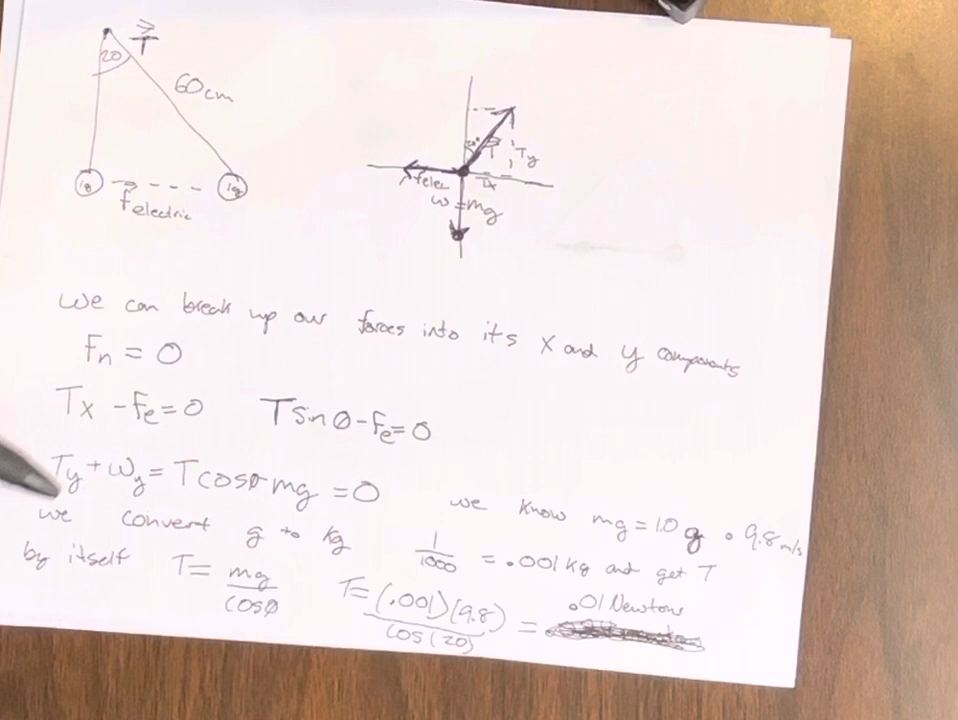 T
20
60cm
1g
1g
felectric
20°
T
Ty
Tx
felec
w=mg
we can break up our forces into its x and y components
Fn = 0
Tx - Fe = 0 T sin θ - Fe = 0
Ty + wy = T cos θ - mg = 0 we know mg = 1.0 g • 9.8 m/s
we convert g to kg 1/1000 = .001 kg and get T
by itself T = mg/cos θ T = (.001)(9.8)/cos(20) = .01 Newtons